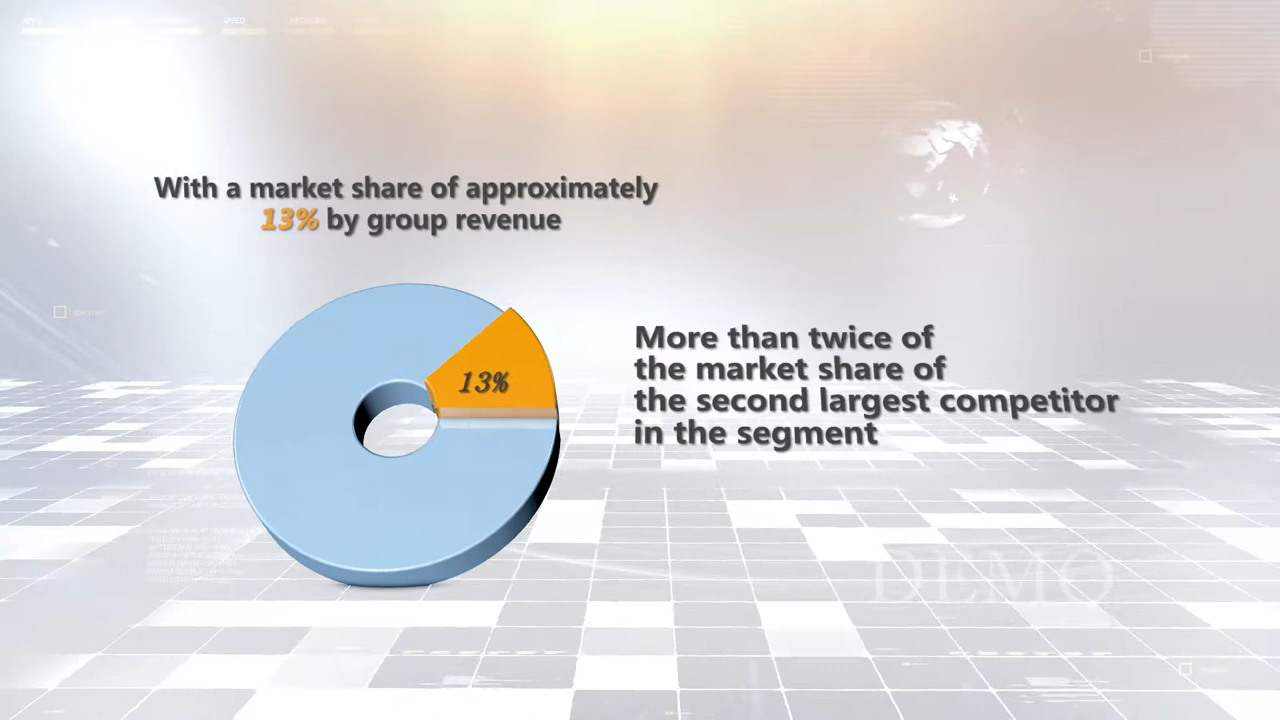 SPEED
With a market share of approximately
13% by group revenue
13%
More than twice of
the market share of
the second largest competitor
in the segment
DEMO